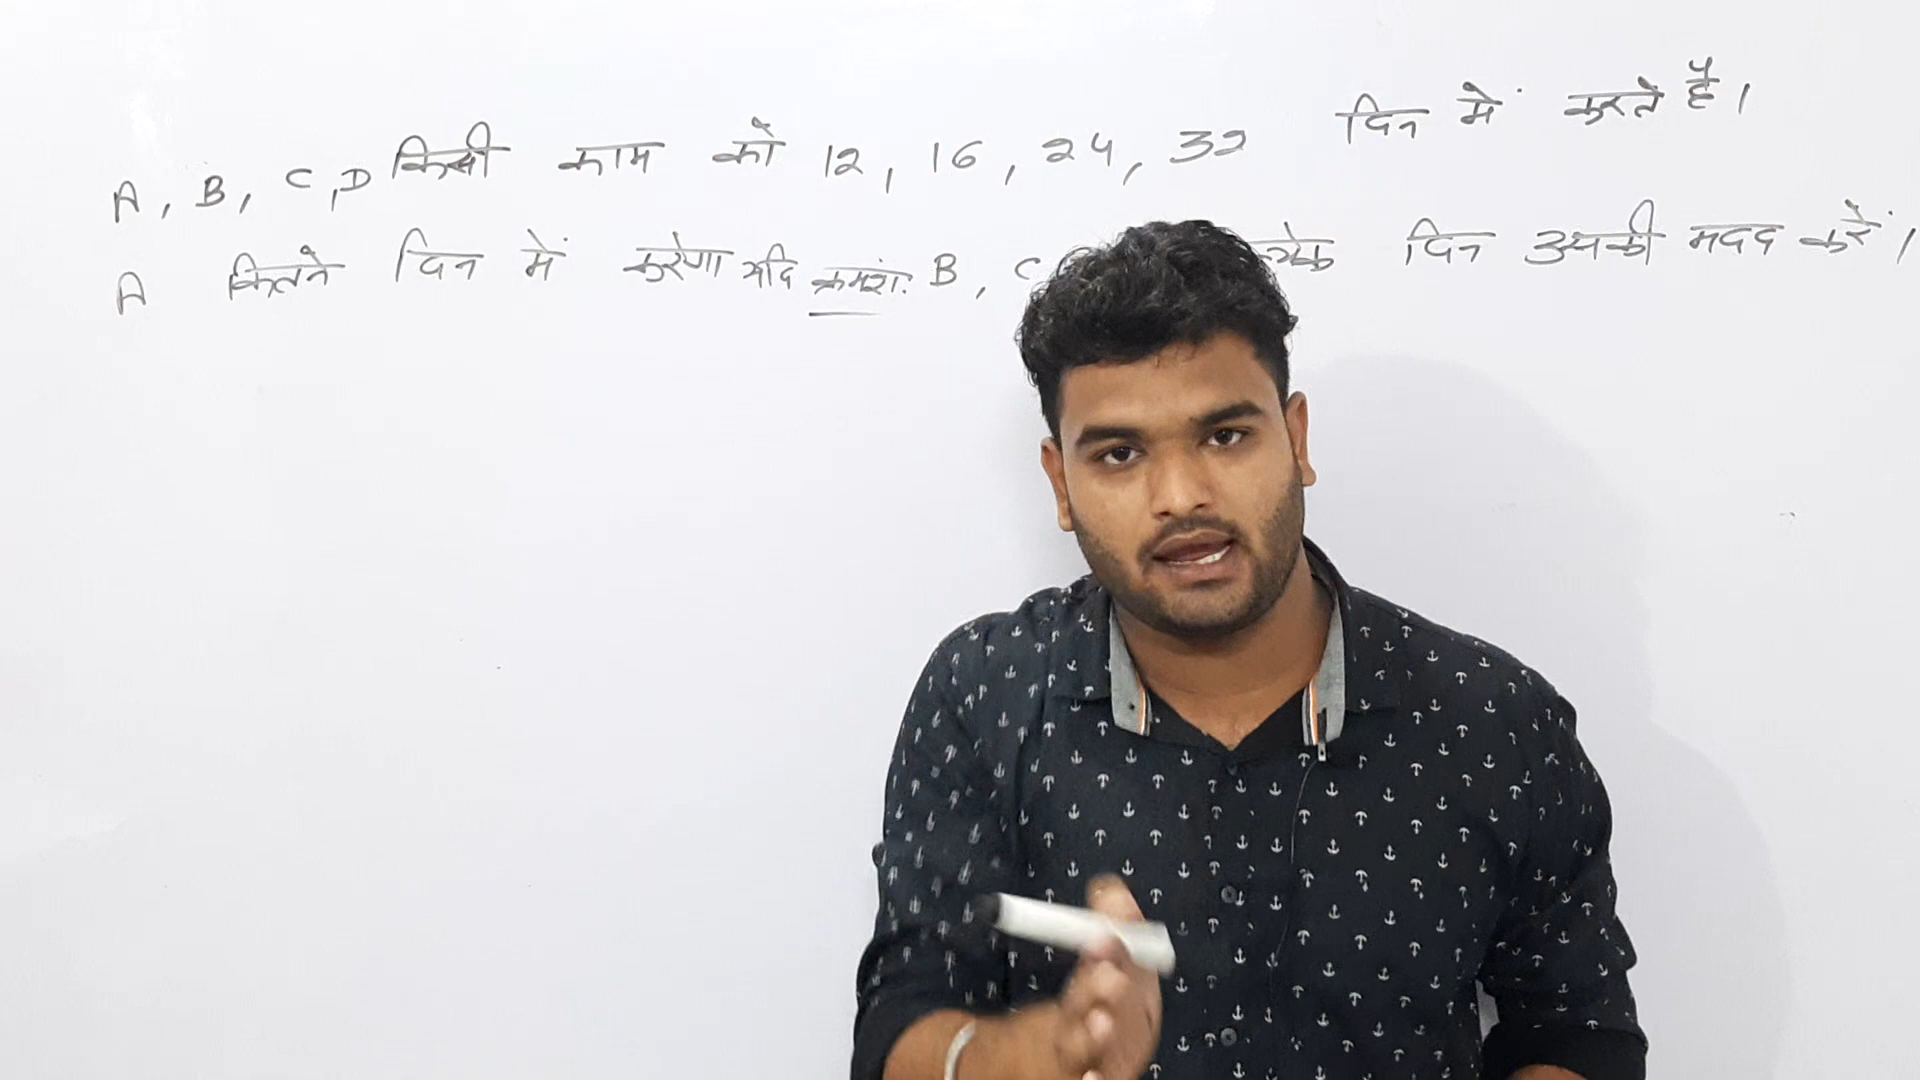 A, B, C, D किसी काम को 12, 16, 24, 32 दिन में करते हैं।
A कितने दिन में करेगा यदि क्रमशः B, C दिन उसकी मदद करें।